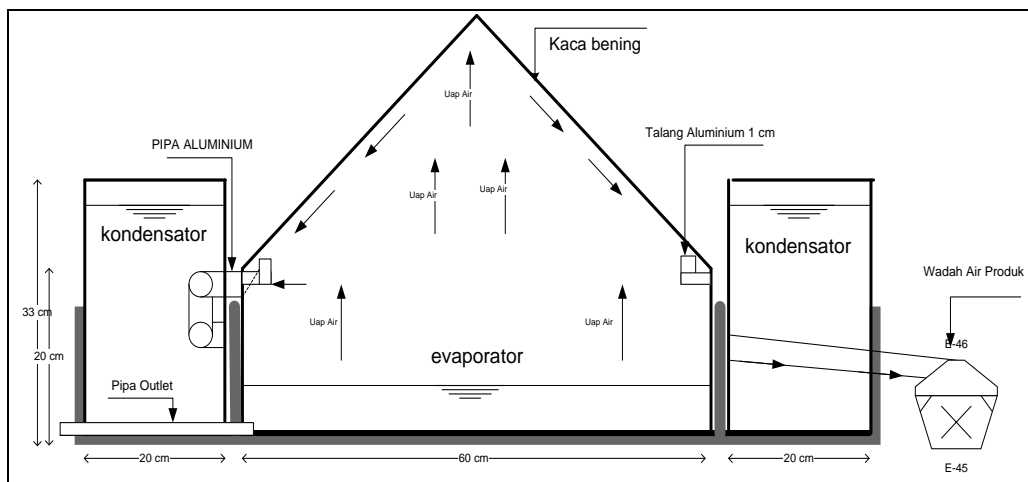 Kaca bening
Uap Air
Talang Aluminium 1 cm
PIPA ALUMINIUM
Uap Air
Uap Air
kondensator
kondensator
Wadah Air Produk
33 cm
Uap Air
Uap Air
20 cm
evaporator
E-46
Pipa Outlet
20 cm
60 cm
20 cm
E-45